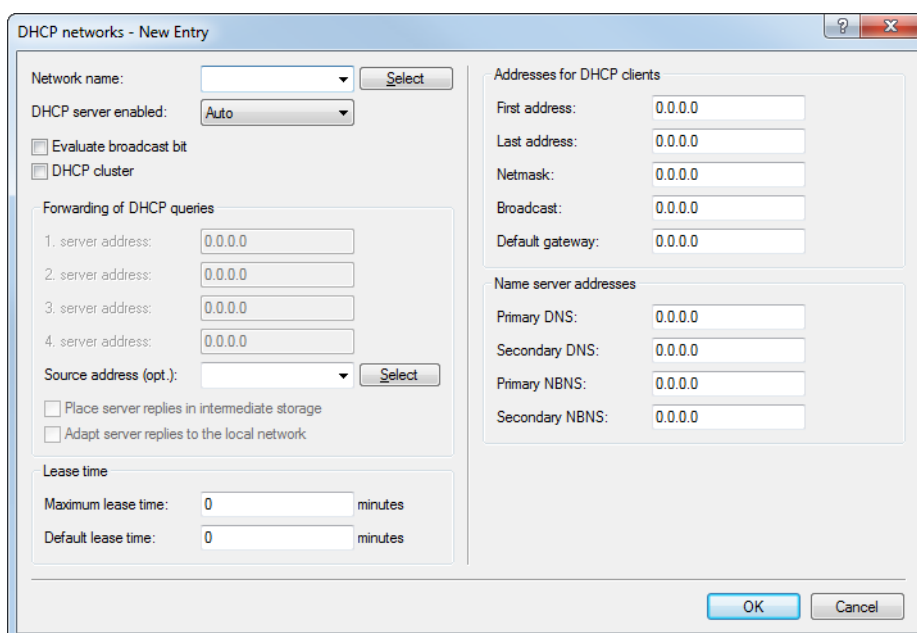 DHCP networks - New Entry
Network name:
Select
DHCP server enabled:
Auto
Evaluate broadcast bit
DHCP cluster
Forwarding of DHCP queries
1. server address:
0.0.0.0
2. server address:
0.0.0.0
3. server address:
0.0.0.0
4. server address:
0.0.0.0
Source address (opt.):
Select
Place server replies in intermediate storage
Adapt server replies to the local network
Lease time
Maximum lease time:
0
minutes
Default lease time:
0
minutes
Addresses for DHCP clients
First address:
0.0.0.0
Last address:
0.0.0.0
Netmask:
0.0.0.0
Broadcast:
0.0.0.0
Default gateway:
0.0.0.0
Name server addresses
Primary DNS:
0.0.0.0
Secondary DNS:
0.0.0.0
Primary NBNS:
0.0.0.0
Secondary NBNS:
0.0.0.0
OK
Cancel